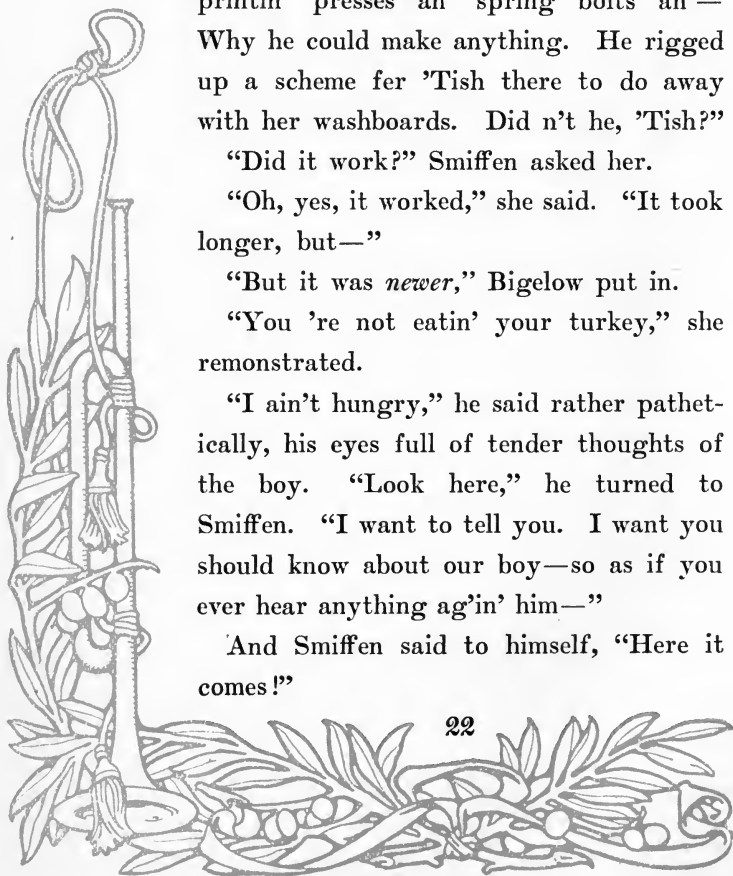 printin' presses an' spring bolts an'—
Why he could make anything. He rigged
up a scheme fer 'Tish there to do away
with her washboards. Did n't he, 'Tish?”
“Did it work?” Smiffen asked her.
“Oh, yes, it worked,” she said. “It took
longer, but—”
“But it was newer,” Bigelow put in.
“You 're not eatin' your turkey,” she
remonstrated.
“I ain't hungry,” he said rather pathet-
ically, his eyes full of tender thoughts of
the boy. “Look here,” he turned to
Smiffen. “I want to tell you. I want you
should know about our boy—so as if you
ever hear anything ag'in' him—”
And Smiffen said to himself, “Here it
comes!”
22